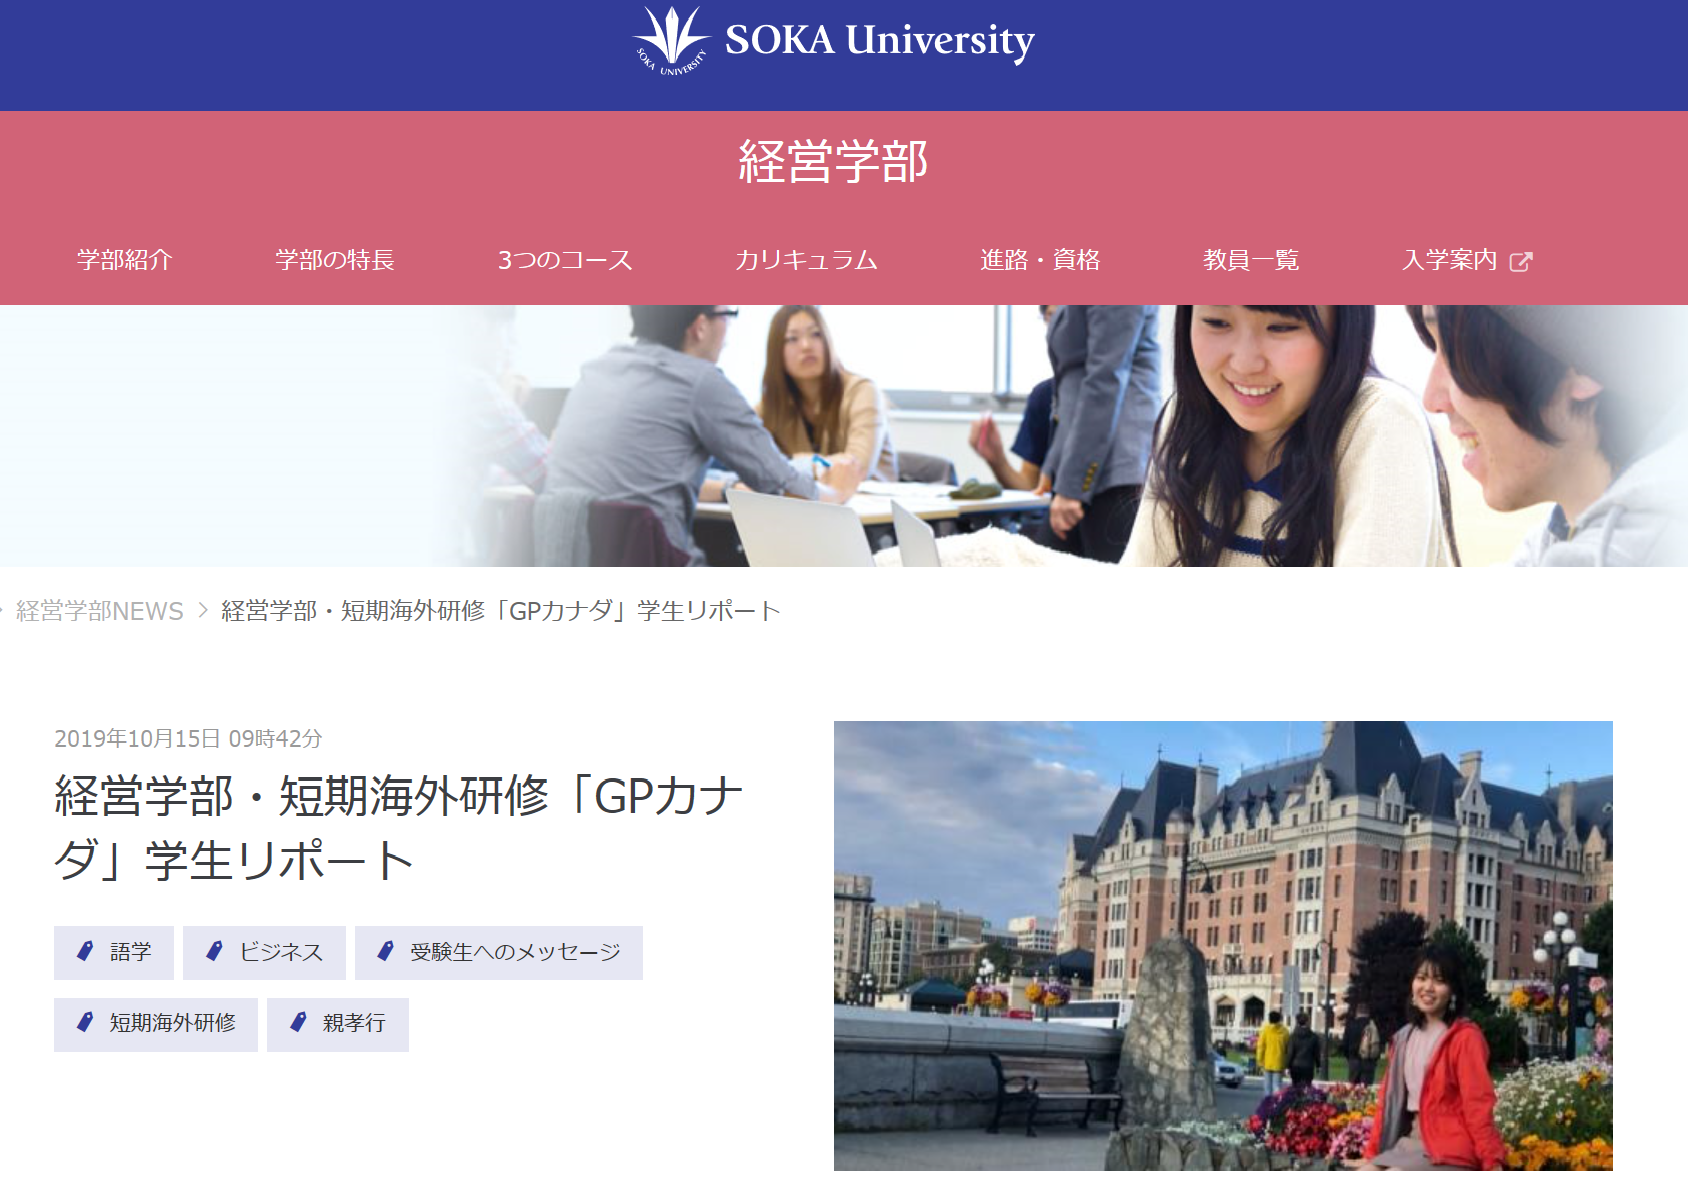 SOKA UNIVERSITY
SOKA University
経営学部
学部紹介
学部の特長
3つのコース
カリキュラム
進路・資格
教員一覧
入学案内
経営学部NEWS
経営学部・短期海外研修「GPカナダ」学生リポート
2019年10月15日 09時42分
経営学部・短期海外研修「GPカナ
ダ」学生リポート
語学
ビジネス
受験生へのメッセージ
短期海外研修
親孝行